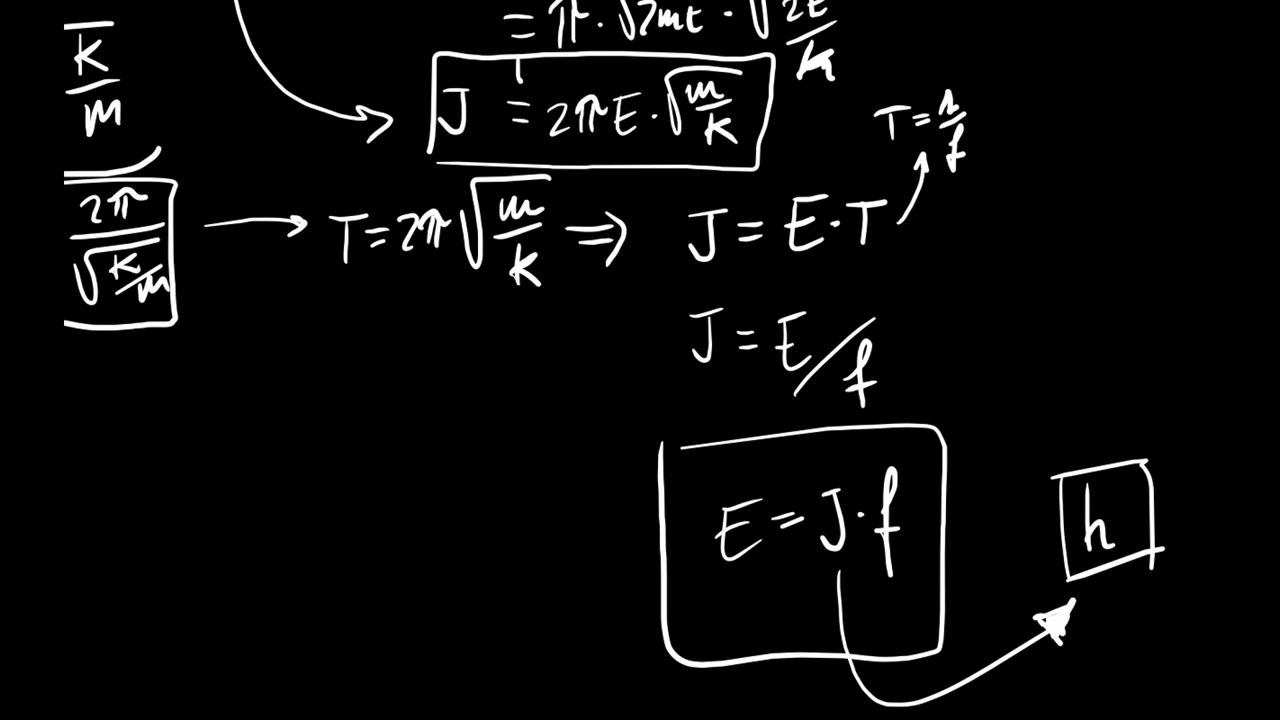 = π · √2mE · √2E/k
k/m
J = 2πE · √m/k
T = 1/f
2π/√k/m → T = 2π√m/k ⇒ J = E · T
J = E/f
E = J · f
h